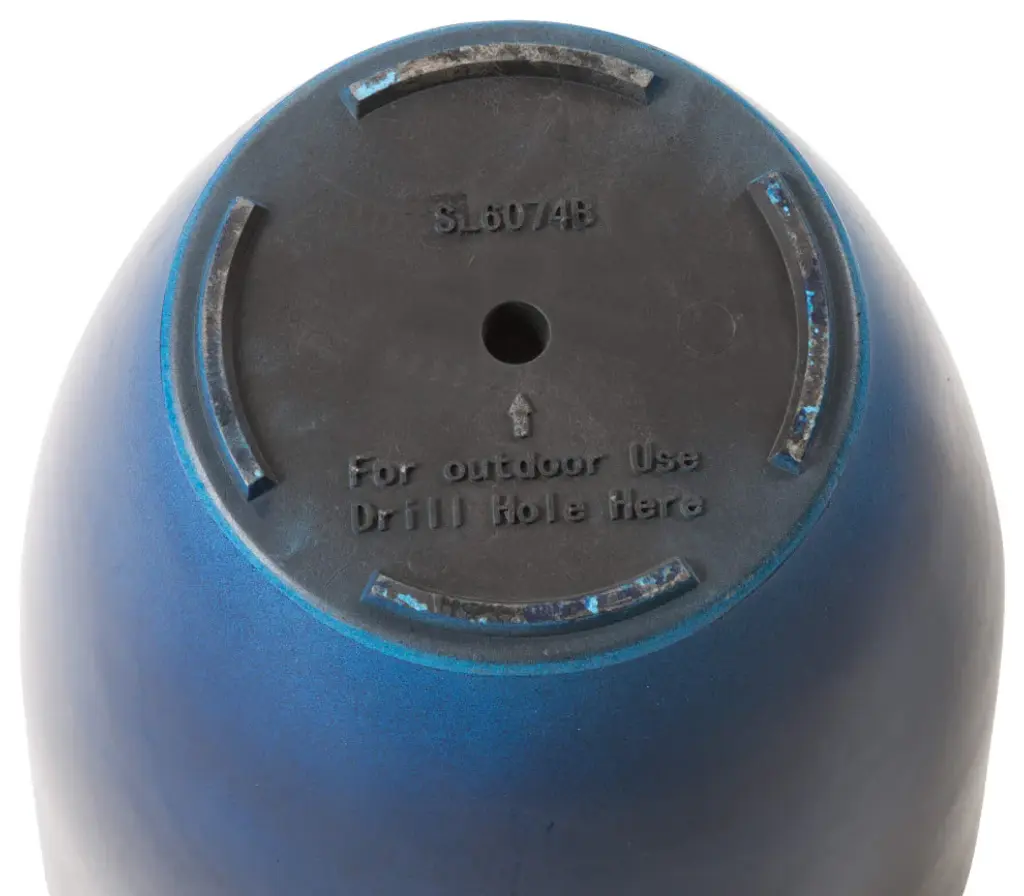 SL6074B
For outdoor Use
Drill Hole Here